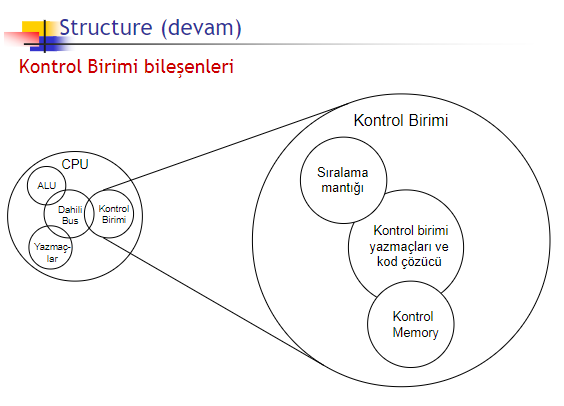 Structure (devam)
Kontrol Birimi bileşenleri
CPU
ALU
Dahili
Bus
Kontrol
Birimi
Yazmaç-
lar
Kontrol Birimi
Sıralama
mantığı
Kontrol birimi
yazmaçları ve
kod çözücü
Kontrol
Memory